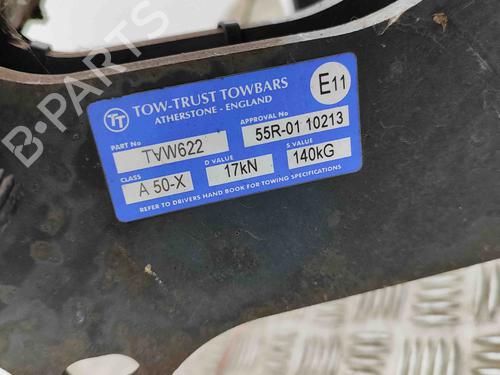 TT TOW-TRUST TOWBARS E11
ATHERSTONE - ENGLAND
PART No APPROVAL No
TVW622 55R-01 10213
CLASS D VALUE S VALUE
A 50-X 17kN 140kG
REFER TO DRIVERS HAND BOOK FOR TOWING SPECIFICATIONS
B-PARTS